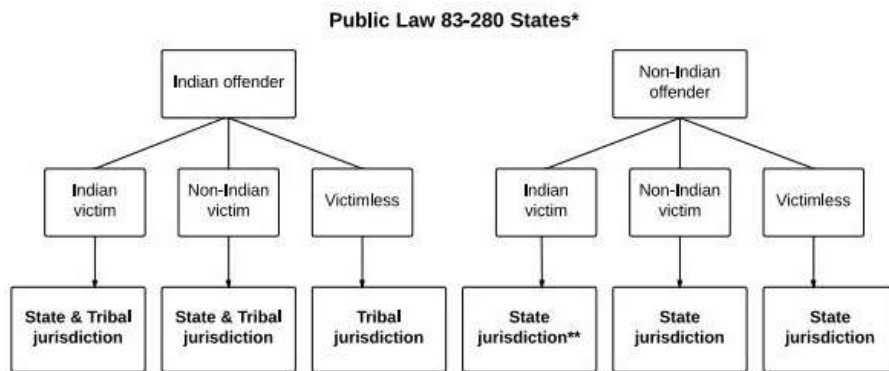 Public Law 83-280 States*
Indian offender
Non-Indian
offender
Indian
victim
Non-Indian
victim
Victimless
Indian
victim
Non-Indian
victim
Victimless
State & Tribal
jurisdiction
State & Tribal
jurisdiction
Tribal
jurisdiction
State
jurisdiction**
State
jurisdiction
State
jurisdiction